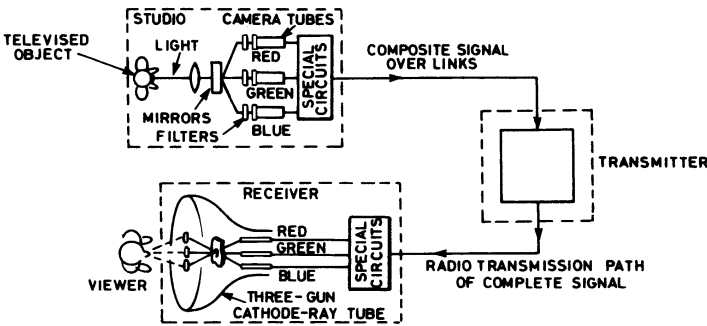 STUDIO
CAMERA TUBES
TELEVISED
OBJECT
LIGHT
RED
GREEN
BLUE
MIRRORS
FILTERS
SPECIAL
CIRCUITS
COMPOSITE SIGNAL
OVER LINKS
TRANSMITTER
RADIO TRANSMISSION PATH
OF COMPLETE SIGNAL
RECEIVER
RED
GREEN
BLUE
SPECIAL
CIRCUITS
VIEWER
THREE-GUN
CATHODE-RAY TUBE